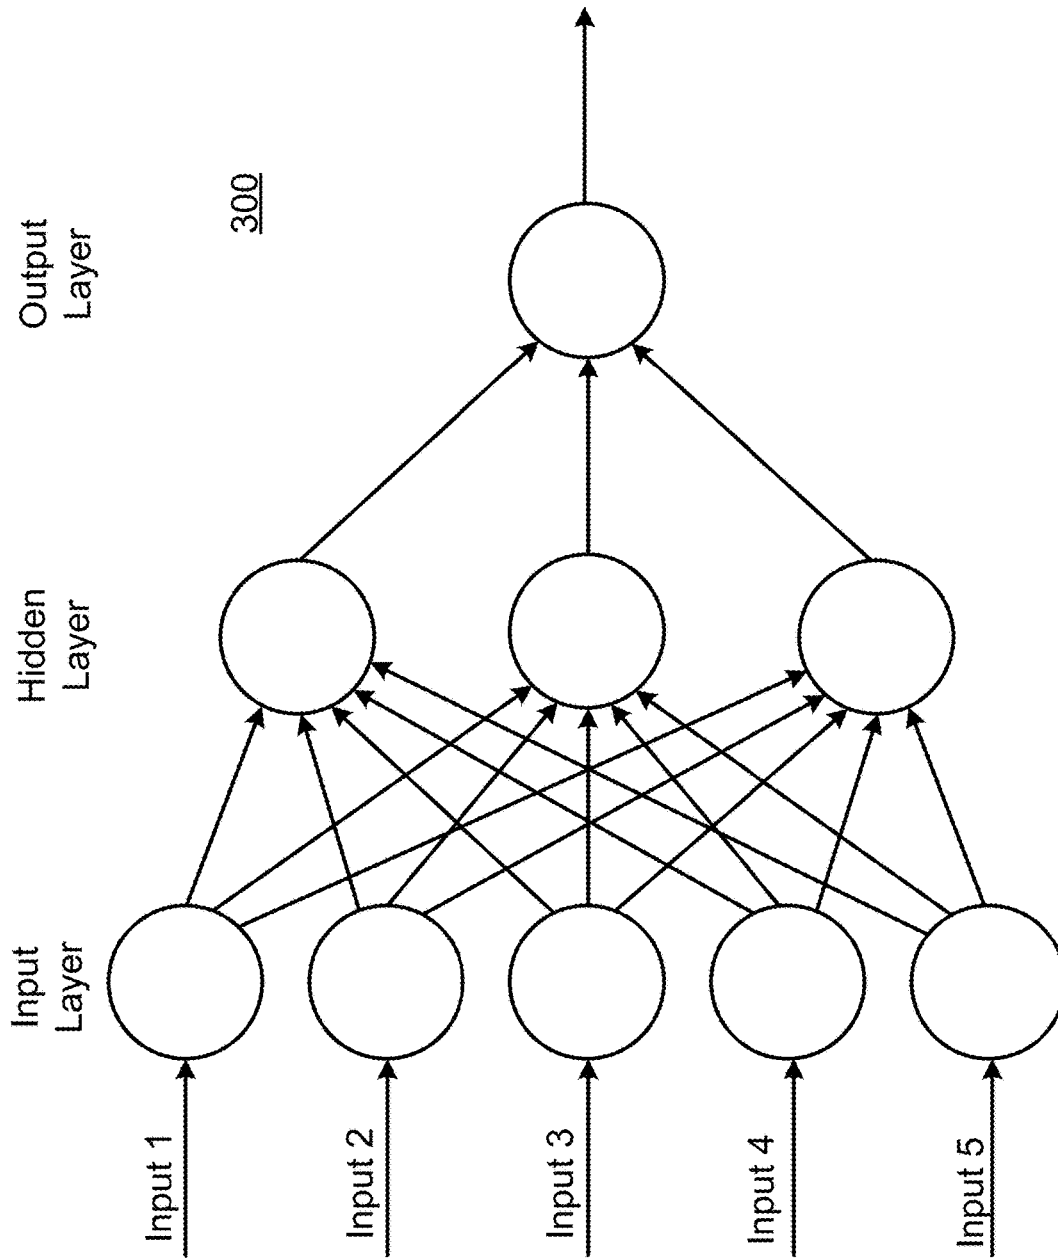 Input
Layer
Hidden
Layer
Output
Layer
300
Input 1
Input 2
Input 3
Input 4
Input 5